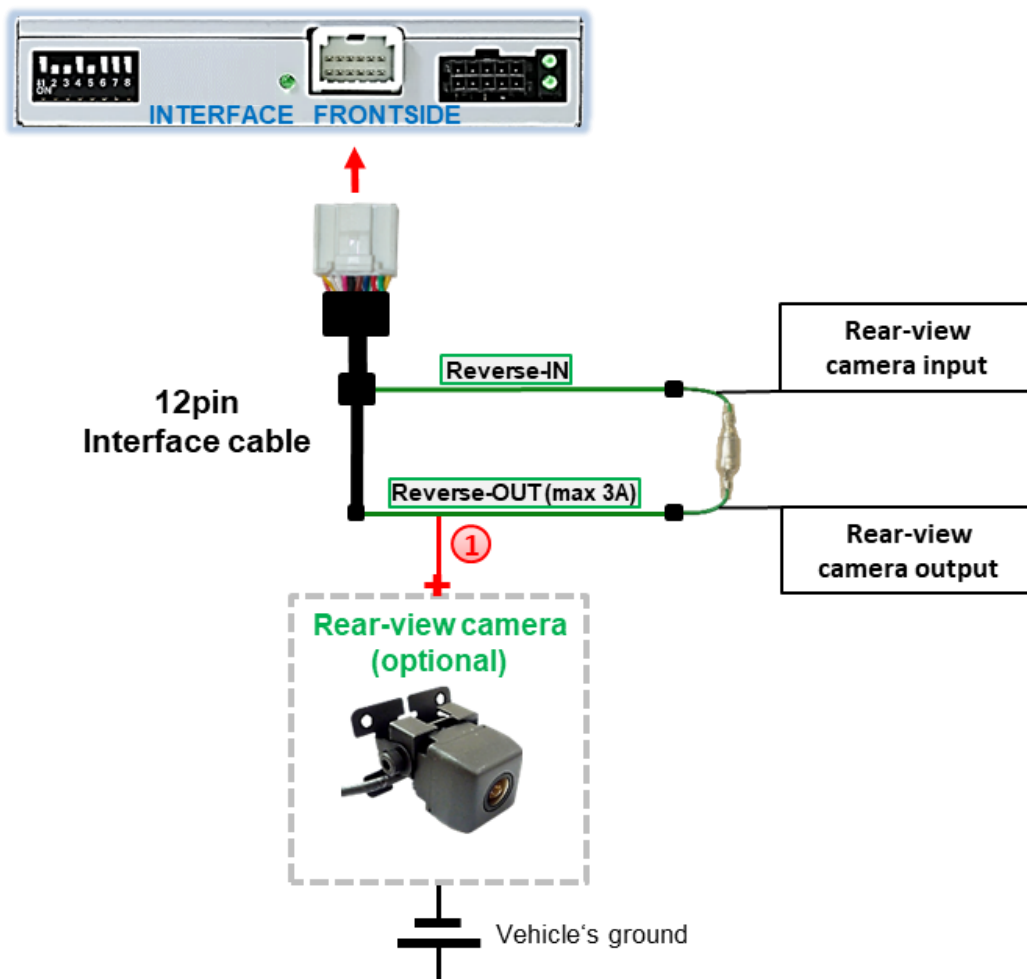 1 2 3 4 5 6 7 8
ON
INTERFACE FRONTSIDE
Reverse-IN
Rear-view
camera input
12pin
Interface cable
Reverse-OUT (max 3A)
Rear-view
camera output
1
Rear-view camera
(optional)
Vehicle‘s ground